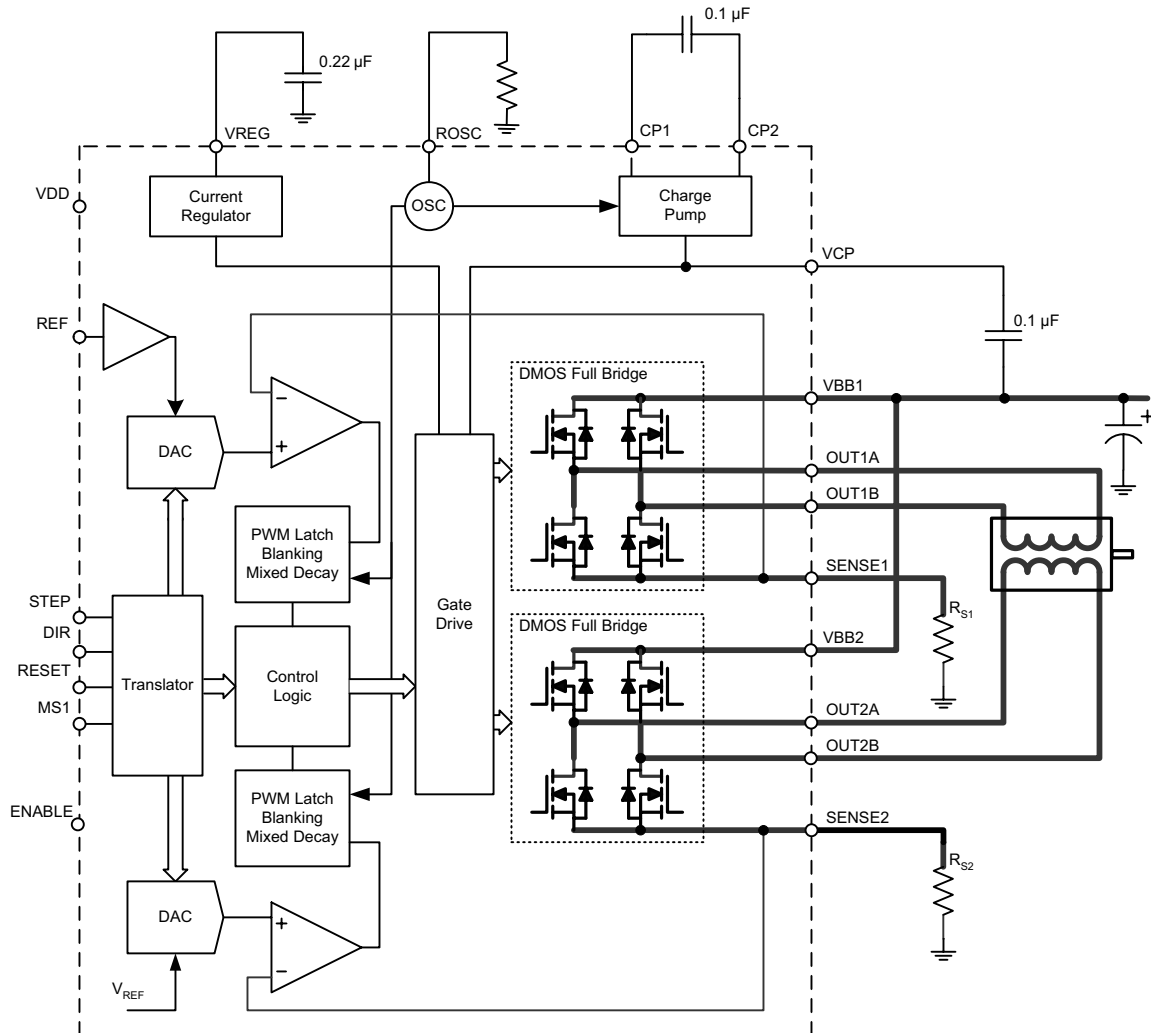 0.1 µF
0.22 µF
VREG
ROSC
CP1
CP2
VDD
Current
Regulator
OSC
Charge
Pump
VCP
REF
0.1 µF
DMOS Full Bridge
VBB1
DAC
+
OUT1A
OUT1B
PWM Latch
Blanking
Mixed Decay
SENSE1
STEP
DIR
RESET
MS1
Translator
Control
Logic
Gate
Drive
DMOS Full Bridge
RS1
VBB2
OUT2A
OUT2B
PWM Latch
Blanking
Mixed Decay
ENABLE
SENSE2
RS2
DAC
+
−
−
+
VREF